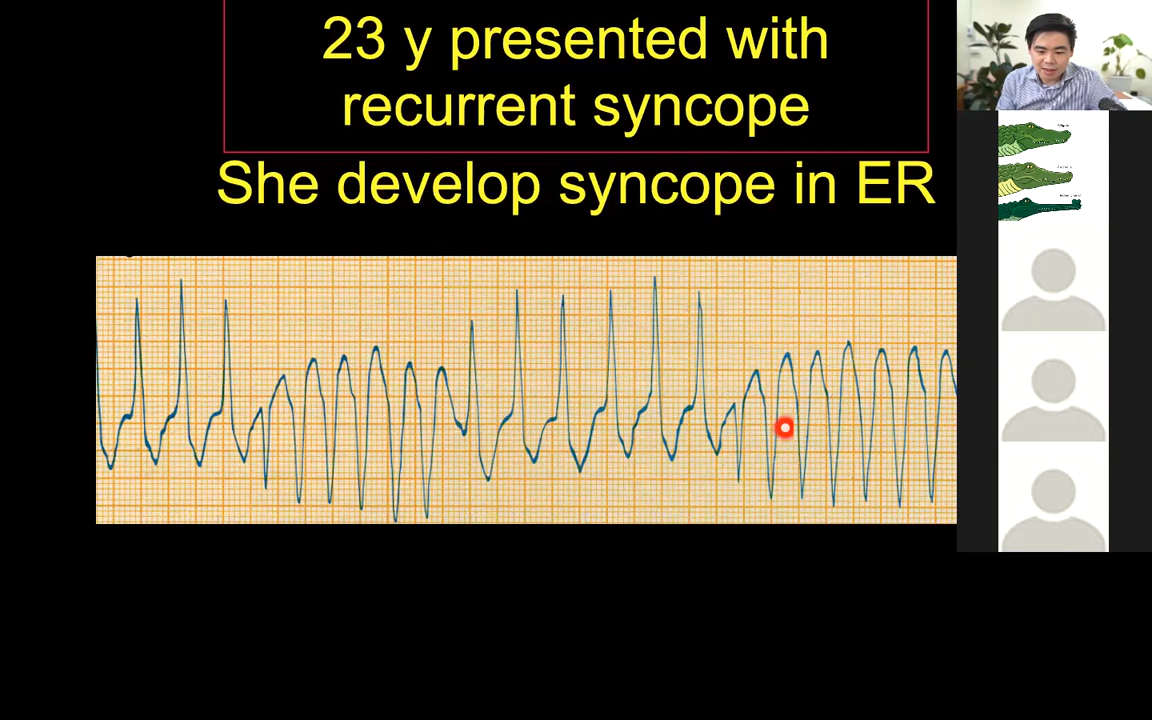 23 y presented with
recurrent syncope
She develop syncope in ER